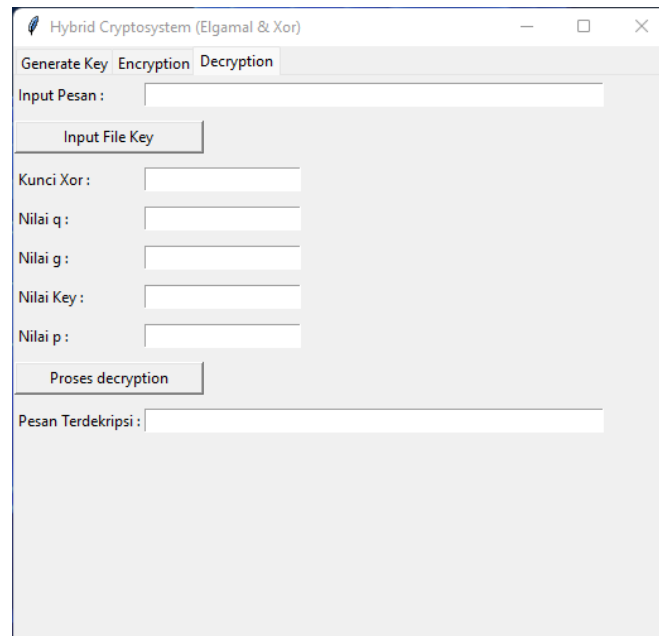 Hybrid Cryptosystem (Elgamal & Xor)
Generate Key Encryption Decryption
Input Pesan :
Input File Key
Kunci Xor :
Nilai q :
Nilai g :
Nilai Key :
Nilai p :
Proses decryption
Pesan Terdekripsi :